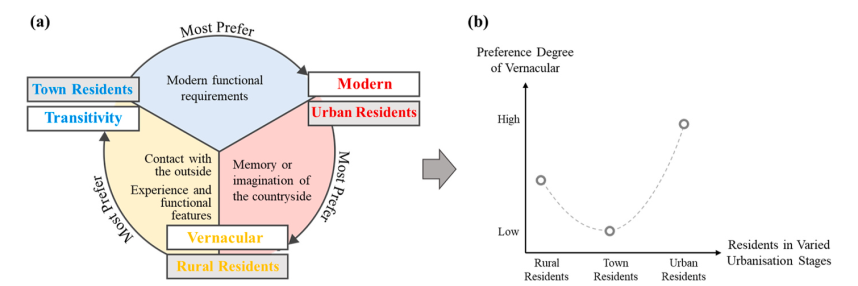 (a)
Most Prefer
Modern functional
requirements
Town Residents
Transitivity
Modern
Urban Residents
Contact with
the outside
Experience and
functional
features
Memory or
imagination of
the countryside
Most Prefer
Most Prefer
Vernacular
Rural Residents
(b)
Preference Degree
of Vernacular
High
Low
Rural
Residents
Town
Residents
Urban
Residents
Residents in Varied
Urbanisation Stages